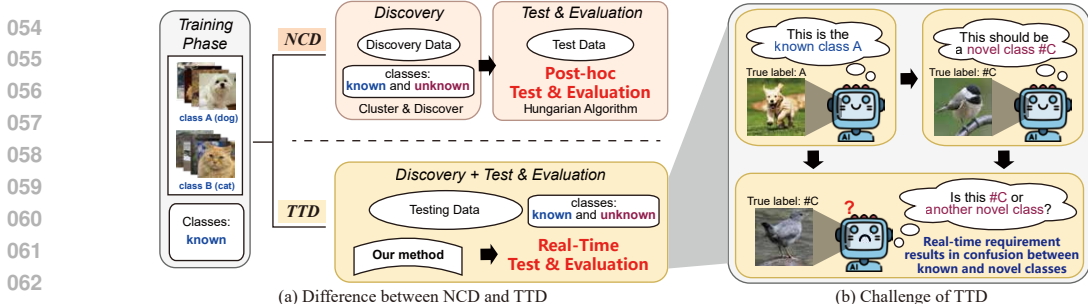 054
055
056
057
058
059
060
061
062
Training
Phase
class A (dog)
class B (cat)
Classes:
known
NCD
Discovery
Discovery Data
classes:
known and unknown
Cluster & Discover
Test & Evaluation
Test Data
Post-hoc
Test & Evaluation
Hungarian Algorithm
TTD
Discovery + Test & Evaluation
Testing Data
classes:
known and unknown
Our method
Real-Time
Test & Evaluation
(a) Difference between NCD and TTD
This is the
known class A
True label: A
AI
This should be
a novel class #C
True label: #C
AI
True label: #C
?
AI
Is this #C or
another novel class?
Real-time requirement
results in confusion between
known and novel classes
(b) Challenge of TTD